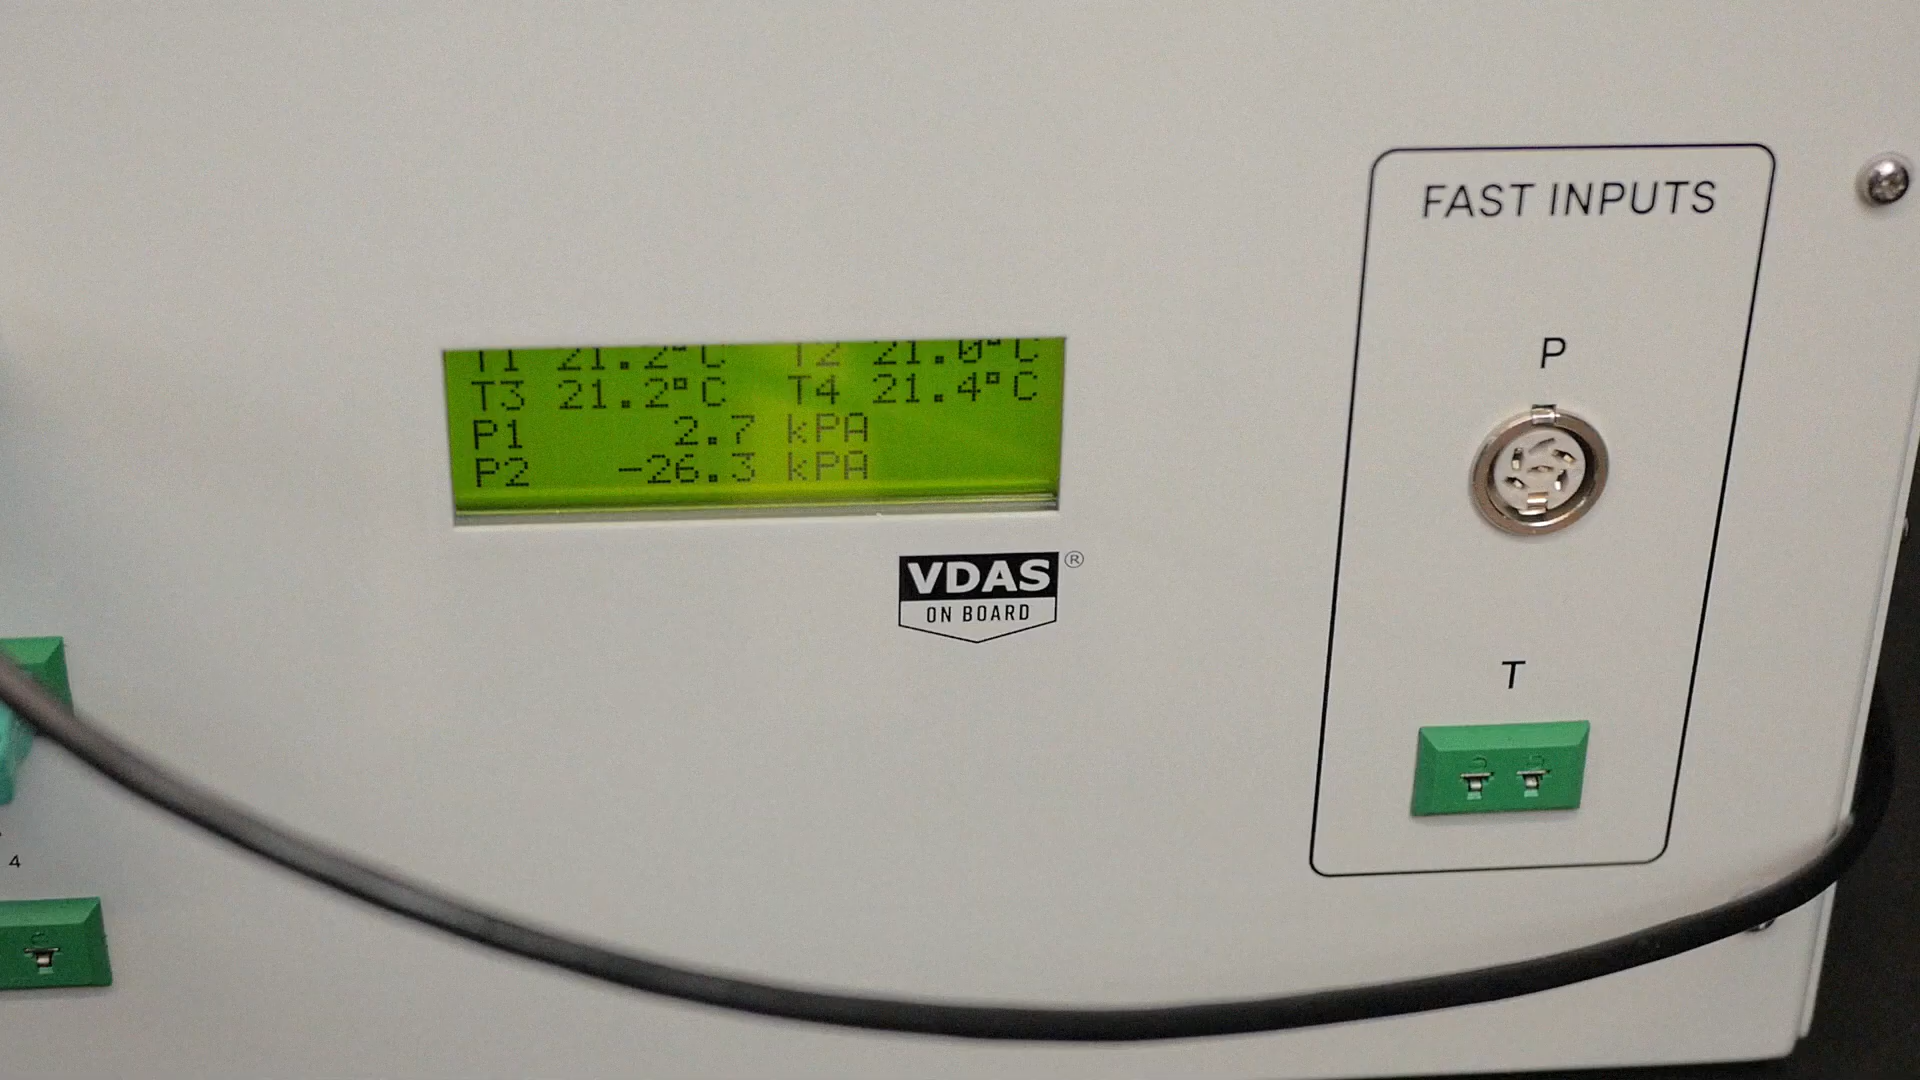 T1 21.2°C T2 21.0°C
T3 21.2°C T4 21.4°C
P1 2.7 kPA
P2 -26.3 kPA
VDAS ®
ON BOARD
FAST INPUTS
P
T
4